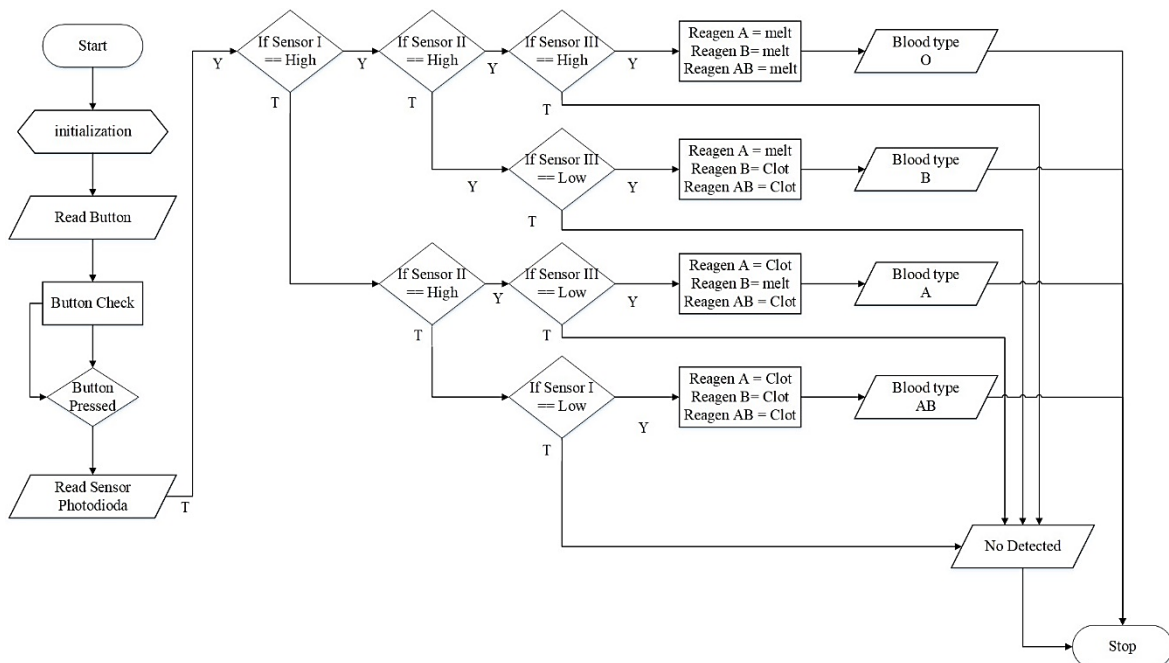 Start
initialization
Read Button
Button Check
Button
Pressed
Read Sensor
Photodioda
T
Y
If Sensor I
== High
Y
T
If Sensor II
== High
Y
T
If Sensor III
== High
Y
T
Reagen A = melt
Reagen B= melt
Reagen AB = melt
Blood type
O
Y
If Sensor III
== Low
Y
T
Reagen A = melt
Reagen B= Clot
Reagen AB = Clot
Blood type
B
If Sensor II
== High
Y
T
If Sensor III
== Low
Y
T
Reagen A = Clot
Reagen B= melt
Reagen AB = Clot
Blood type
A
If Sensor I
== Low
Y
T
Reagen A = Clot
Reagen B= Clot
Reagen AB = Clot
Blood type
AB
No Detected
Stop